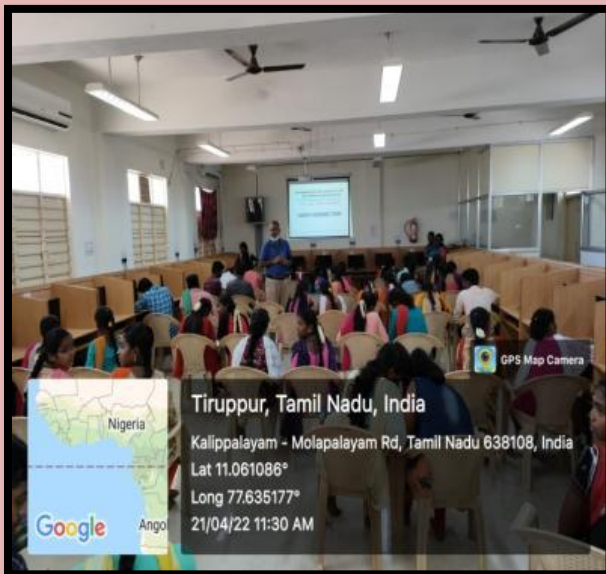 GPS Map Camera
Tiruppur, Tamil Nadu, India
Nigeria
Kalippalayam - Molapalayam Rd, Tamil Nadu 638108, India
Lat 11.061086°
Long 77.635177°
Google
Ango
21/04/22 11:30 AM